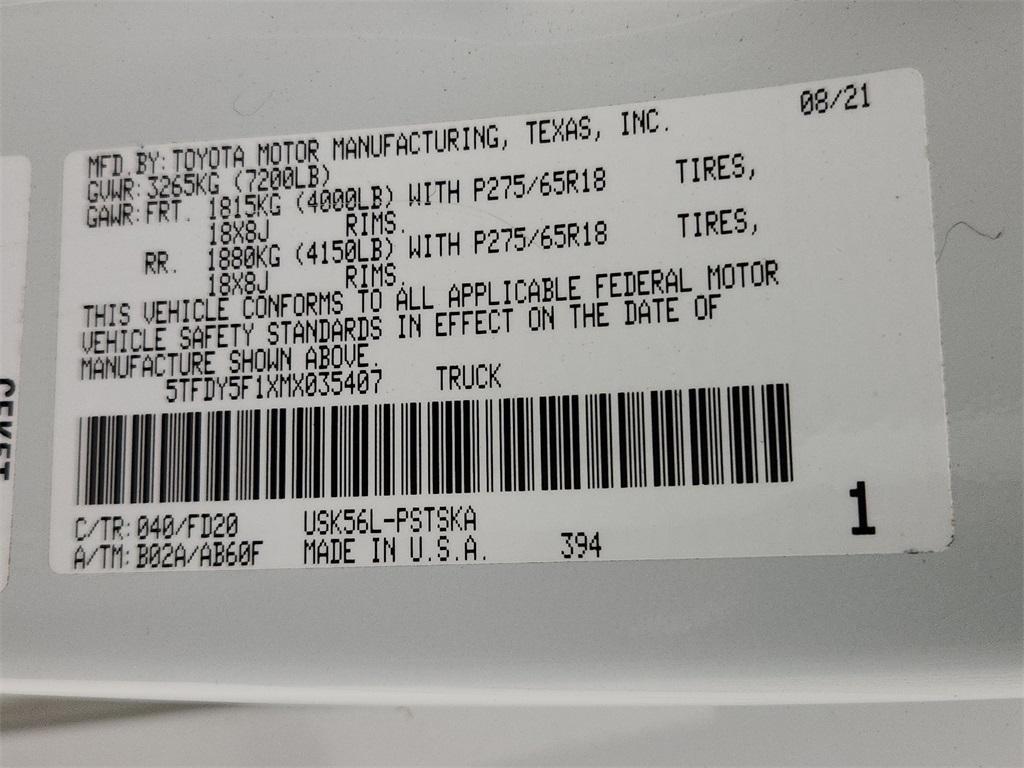 08/21
MFD.BY:TOYOTA MOTOR MANUFACTURING, TEXAS, INC.
GVWR:3265KG (7200LB)
GAWR:FRT. 1815KG (4000LB) WITH P275/65R18 TIRES,
18X8J RIMS.
RR. 1880KG (4150LB) WITH P275/65R18 TIRES,
18X8J RIMS.
THIS VEHICLE CONFORMS TO ALL APPLICABLE FEDERAL MOTOR
VEHICLE SAFETY STANDARDS IN EFFECT ON THE DATE OF
MANUFACTURE SHOWN ABOVE.
5TFDY5F1XMX035407 TRUCK
C/TR:040/FD20 USK56L-PSTSKA
A/TM:B02A/AB60F MADE IN U.S.A. 394
1